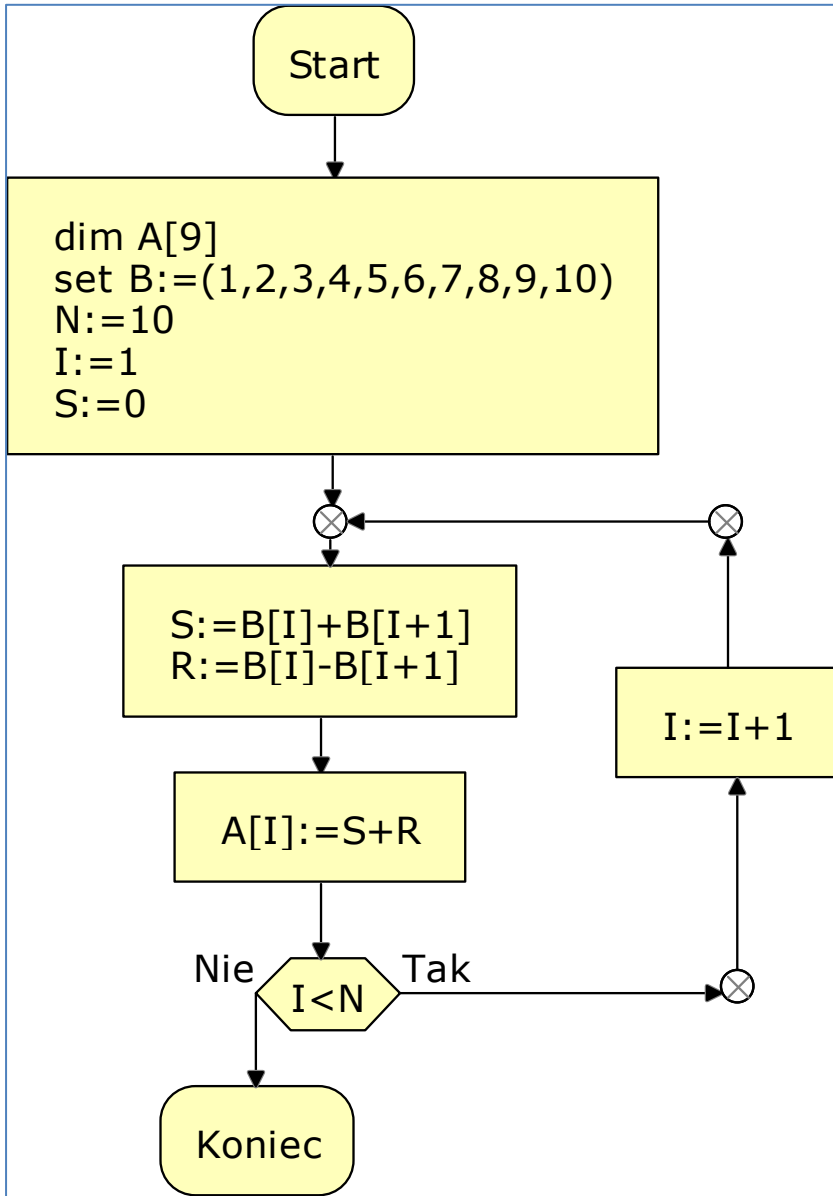 Start
dim A[9]
set B:=(1,2,3,4,5,6,7,8,9,10)
N:=10
I:=1
S:=0
S:=B[I]+B[I+1]
R:=B[I]-B[I+1]
I:=I+1
A[I]:=S+R
Nie
Tak
I<N
Koniec